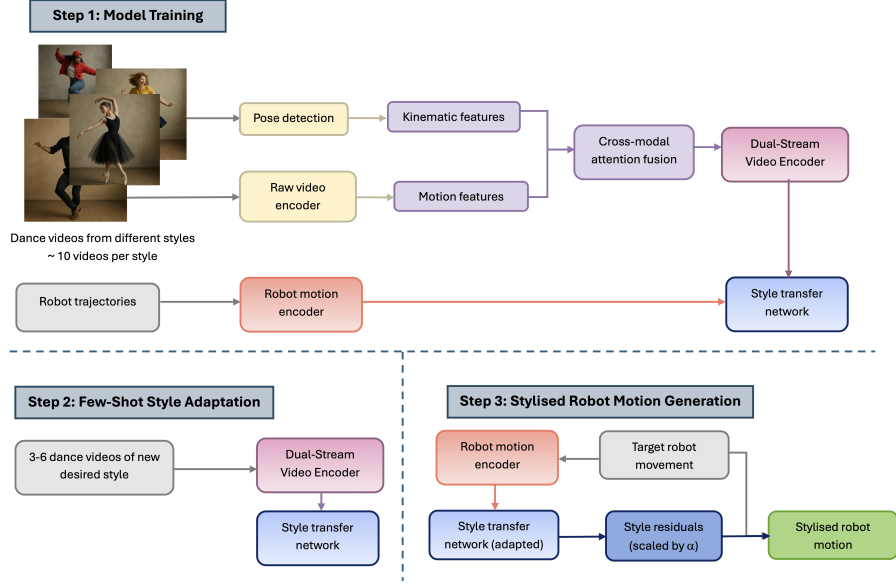 Step 1: Model Training
Pose detection
Kinematic features
Cross-modal
attention fusion
Dual-Stream
Video Encoder
Raw video
encoder
Motion features
Dance videos from different styles
~ 10 videos per style
Robot trajectories
Robot motion
encoder
Style transfer
network
Step 2: Few-Shot Style Adaptation
3-6 dance videos of new
desired style
Dual-Stream
Video Encoder
Style transfer
network
Step 3: Stylised Robot Motion Generation
Robot motion
encoder
Target robot
movement
Style transfer
network (adapted)
Style residuals
(scaled by α)
Stylised robot
motion